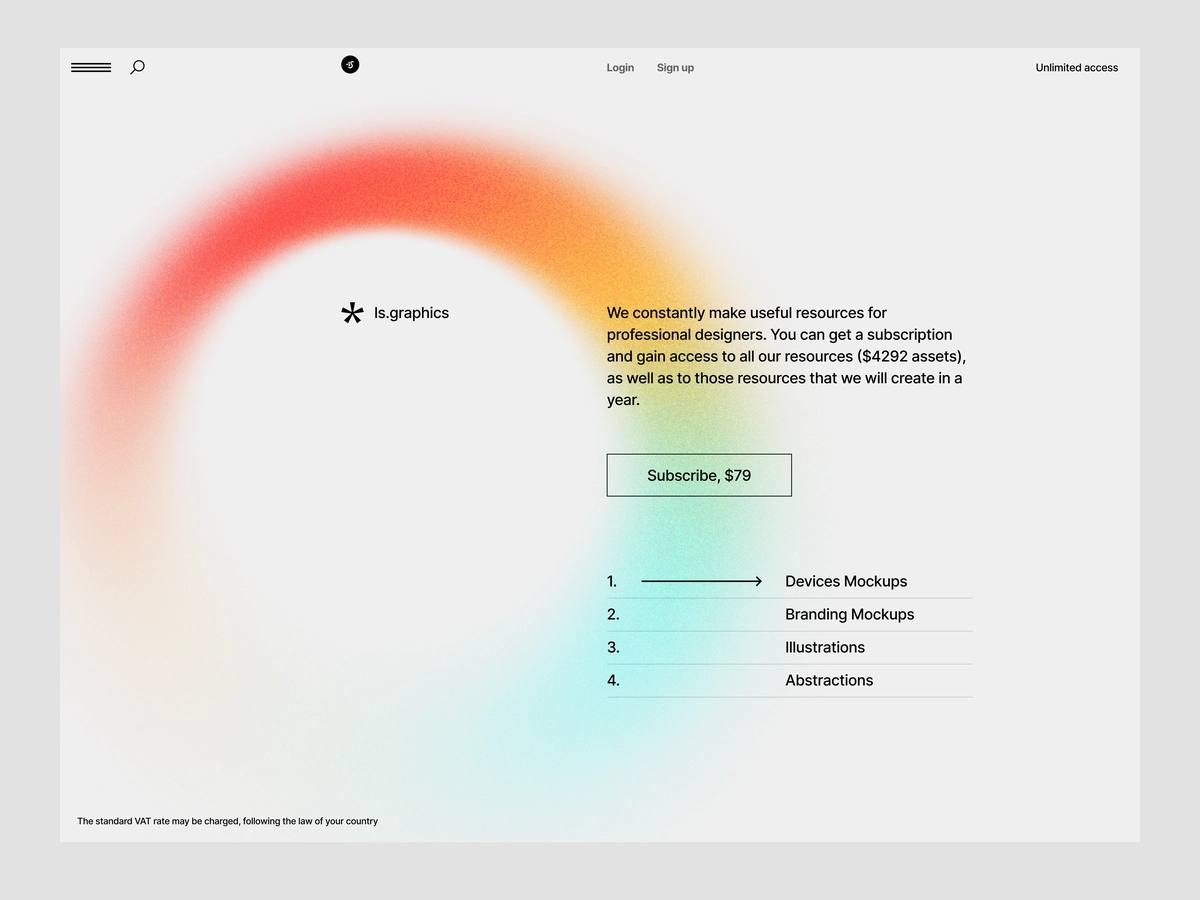 Login
Sign up
Unlimited access
ls.graphics
We constantly make useful resources for
professional designers. You can get a subscription
and gain access to all our resources ($4292 assets),
as well as to those resources that we will create in a
year.
Subscribe, $79
1. Devices Mockups
2. Branding Mockups
3. Illustrations
4. Abstractions
The standard VAT rate may be charged, following the law of your country